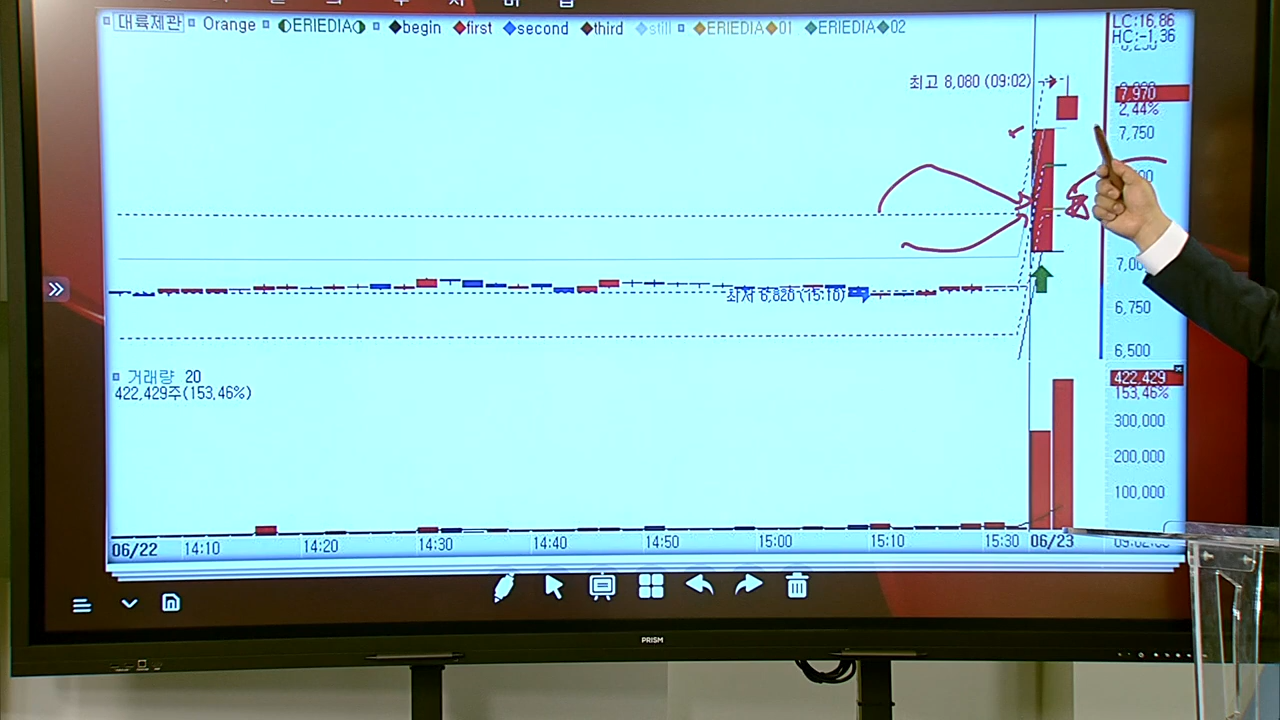 대륙제관 Orange ERIEDIA begin first second third still ERIEDIA 01 ERIEDIA 02
LC:16,86
HC:-1,36
최고 8,080 (09:02)
7,970
2,44%
7,750
7,000
최저 6,820 (15:10)
6,750
6,500
거래량 20
422,429주(153,46%)
422,429
153,46%
300,000
200,000
100,000
06/22 14:10 14:20 14:30 14:40 14:50 15:00 15:10 15:30 06/23
PRISM